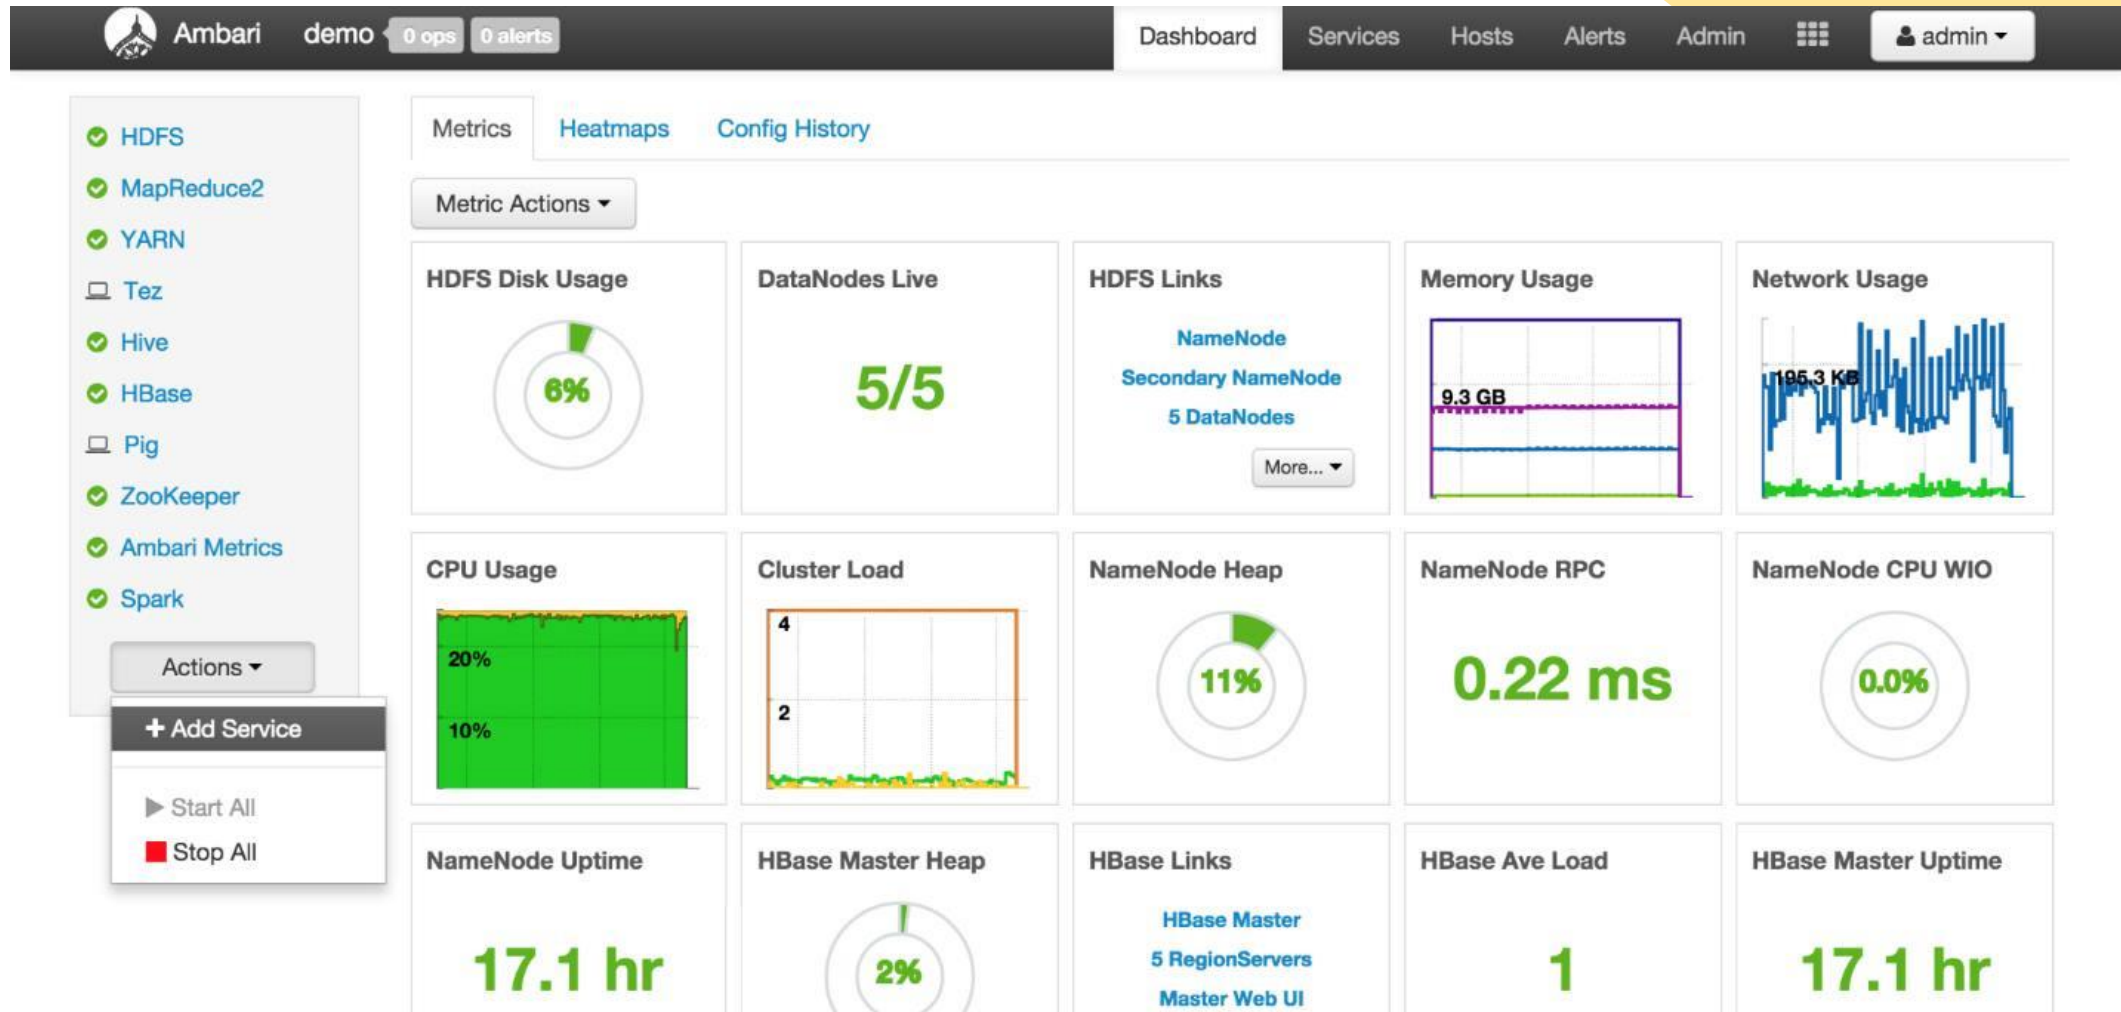 Ambari demo 0 ops 0 alerts Dashboard Services Hosts Alerts Admin admin
HDFS
MapReduce2
YARN
Tez
Hive
HBase
Pig
ZooKeeper
Ambari Metrics
Spark
Actions
Add Service
Start All
Stop All
Metrics Heatmaps Config History
Metric Actions
HDFS Disk Usage
6%
DataNodes Live
5/5
HDFS Links
NameNode
Secondary NameNode
5 DataNodes
More...
Memory Usage
9.3 GB
Network Usage
195.3 KB
CPU Usage
20%
10%
Cluster Load
4
2
NameNode Heap
11%
NameNode RPC
0.22 ms
NameNode CPU WIO
0.0%
NameNode Uptime
17.1 hr
HBase Master Heap
2%
HBase Links
HBase Master
5 RegionServers
Master Web UI
HBase Ave Load
1
HBase Master Uptime
17.1 hr